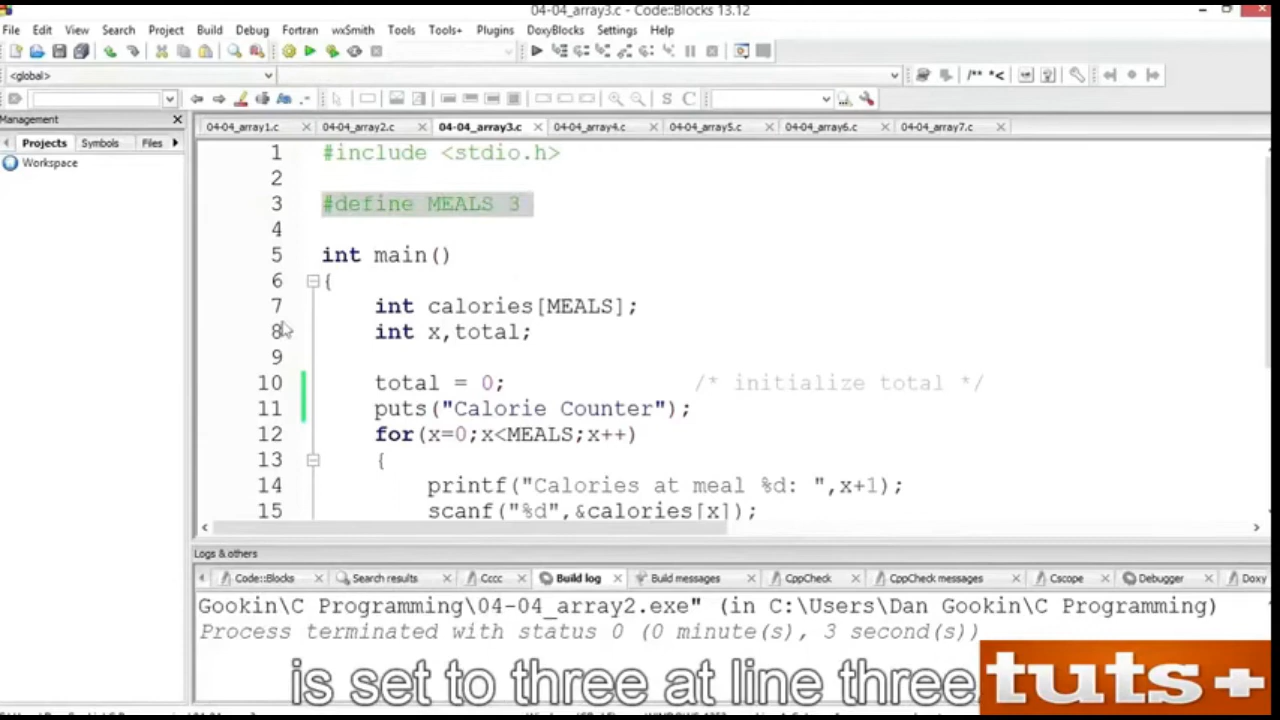 04-04_array3.c - Code::Blocks 13.12
File Edit View Search Project Build Debug Fortran wxSmith Tools Tools+ Plugins DoxyBlocks Settings Help
<global>
/** *<
S C
Management
04-04_array1.c 04-04_array2.c 04-04_array3.c 04-04_array4.c 04-04_array5.c 04-04_array6.c 04-04_array7.c
Projects Symbols Files
Workspace
1 #include <stdio.h>
2
3 #define MEALS 3
4
5 int main()
6 {
7 int calories[MEALS];
8 int x,total;
9
10 total = 0; /* initialize total */
11 puts("Calorie Counter");
12 for(x=0;x<MEALS;x++)
13 {
14 printf("Calories at meal %d: ",x+1);
15 scanf("%d",&calories[x]);
Logs & others
Code::Blocks Search results Cccc Build log Build messages CppCheck CppCheck messages Cscope Debugger Doxy
Gookin\C Programming\04-04_array2.exe" (in C:\Users\Dan Gookin\C Programming)
Process terminated with status 0 (0 minute(s), 3 second(s))
is set to three at line three
tuts+